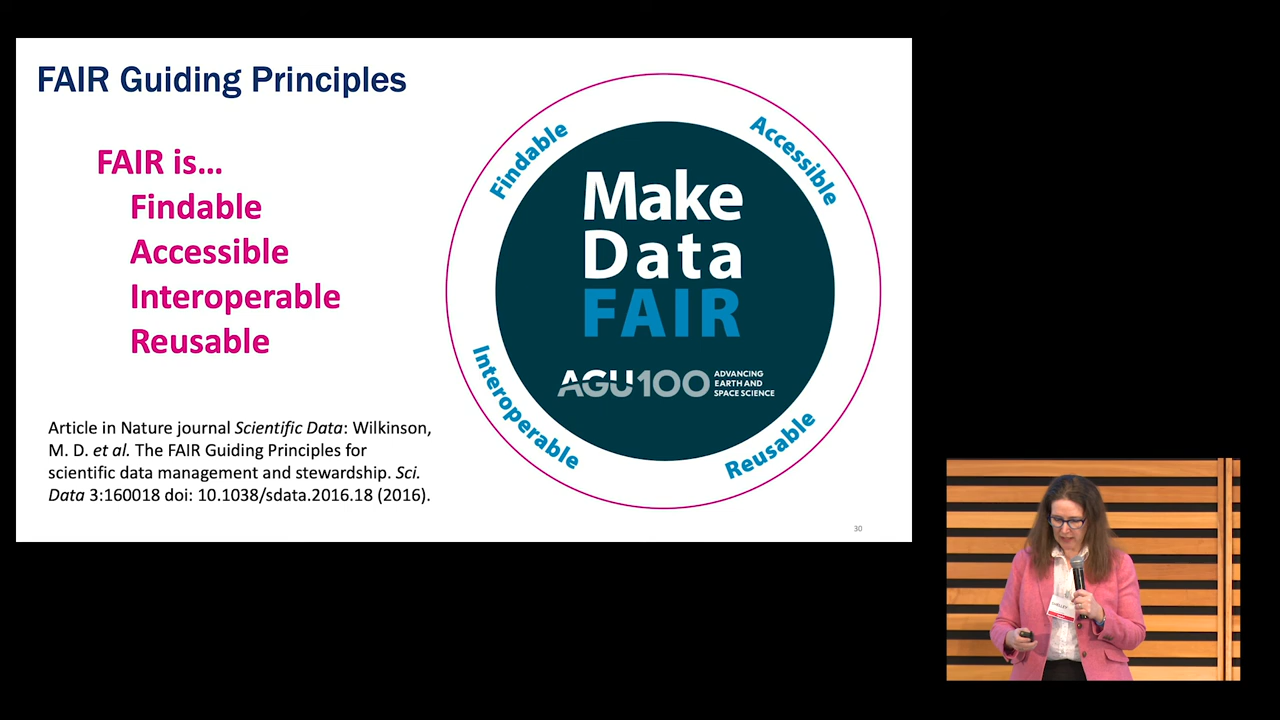 FAIR Guiding Principles
FAIR is...
Findable
Accessible
Interoperable
Reusable
Article in Nature journal Scientific Data: Wilkinson,
M. D. et al. The FAIR Guiding Principles for
scientific data management and stewardship. Sci.
Data 3:160018 doi: 10.1038/sdata.2016.18 (2016).
Findable
Accessible
Make
Data
FAIR
AGU100
ADVANCING
EARTH AND
SPACE SCIENCE
Interoperable
Reusable
30
SHELLEY